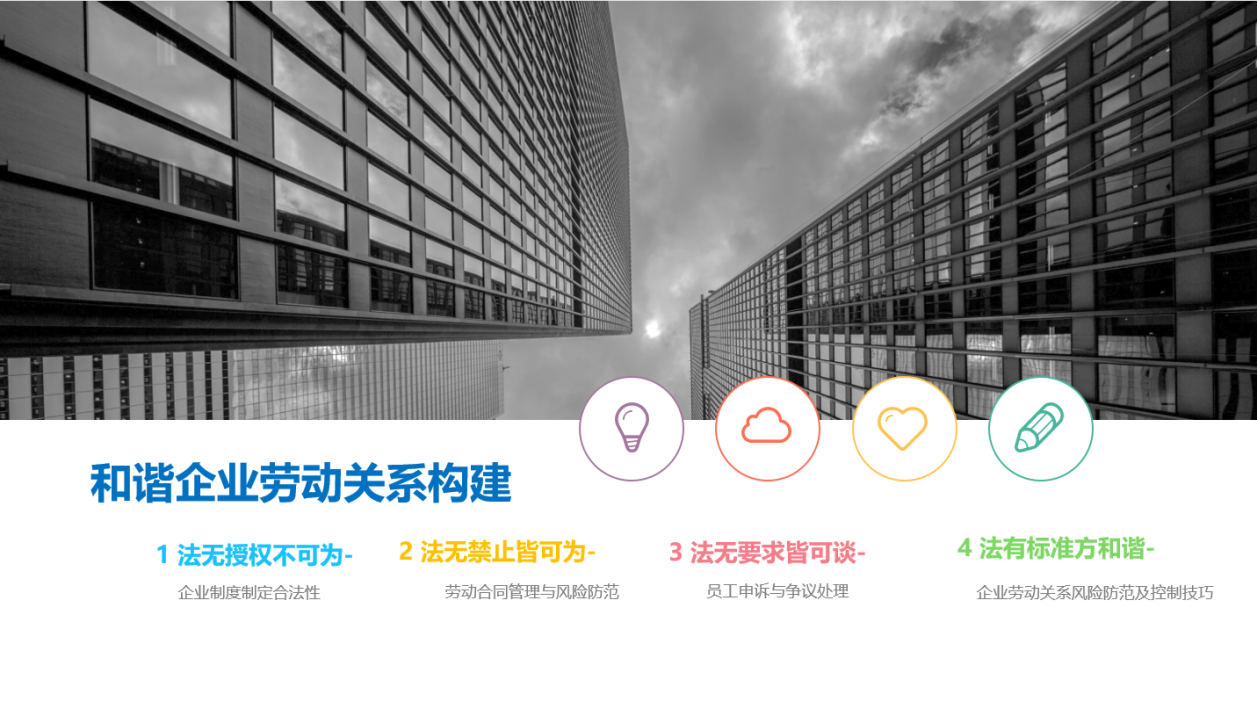 和谐企业劳动关系构建
1 法无授权不可为-
企业制度制定合法性
2 法无禁止皆可为-
劳动合同管理与风险防范
3 法无要求皆可谈-
员工申诉与争议处理
4 法有标准方和谐-
企业劳动关系风险防范及控制技巧